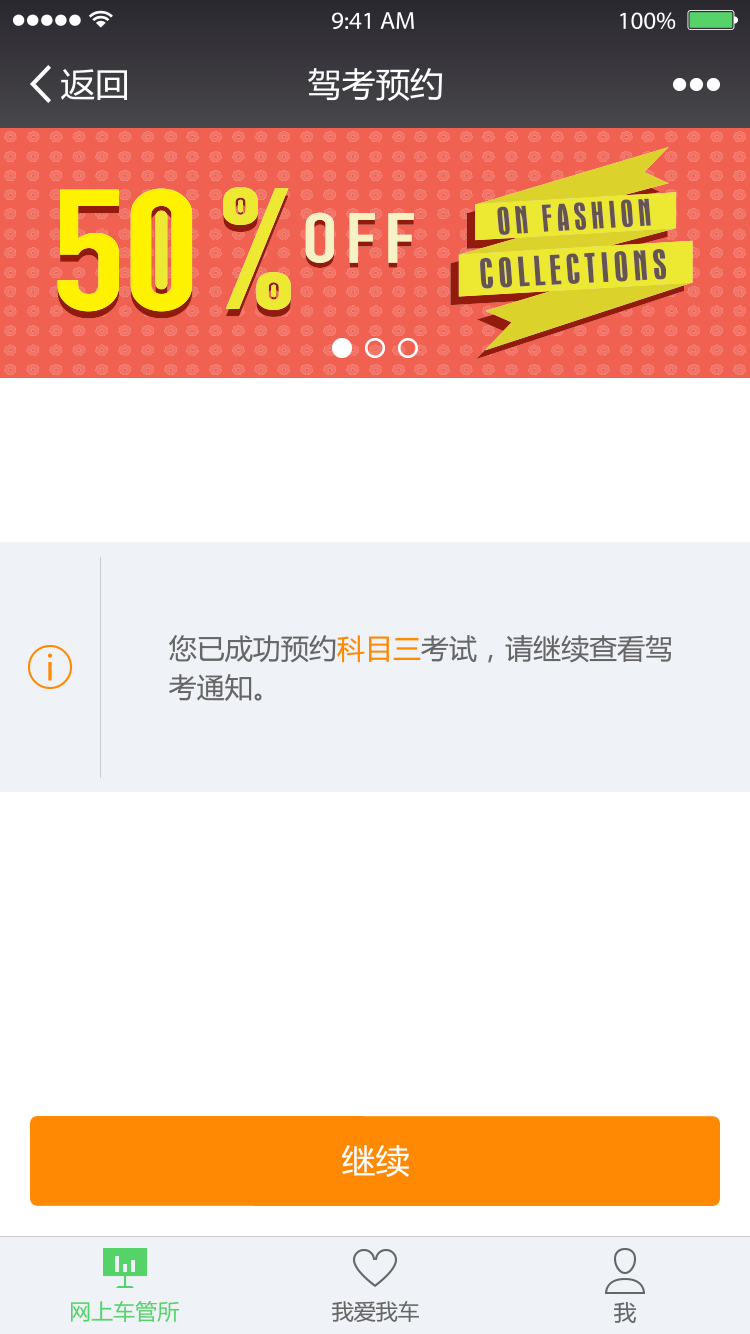 9:41 AM 100%
返回 驾考预约
50% OFF
ON FASHION
COLLECTIONS
您已成功预约科目三考试，请继续查看驾
考通知。
继续
网上车管所 我爱我车 我